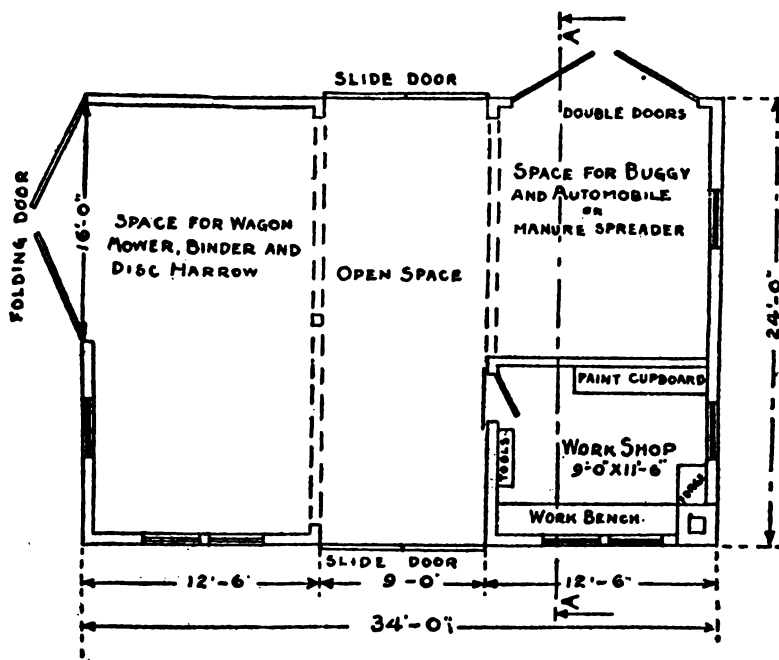 A
SLIDE DOOR
DOUBLE DOORS
SPACE FOR BUGGY
AND AUTOMOBILE
OR
MANURE SPREADER
FOLDING DOOR
16'-0"
SPACE FOR WAGON
MOWER, BINDER AND
DISC HARROW
OPEN SPACE
24'-0"
PAINT CUPBOARD
TOOLS
WORK SHOP
9'-0"X11'-6"
FORGE
WORK BENCH.
SLIDE DOOR
12'-6"
9'-0"
12'-6"
A
34'-0"